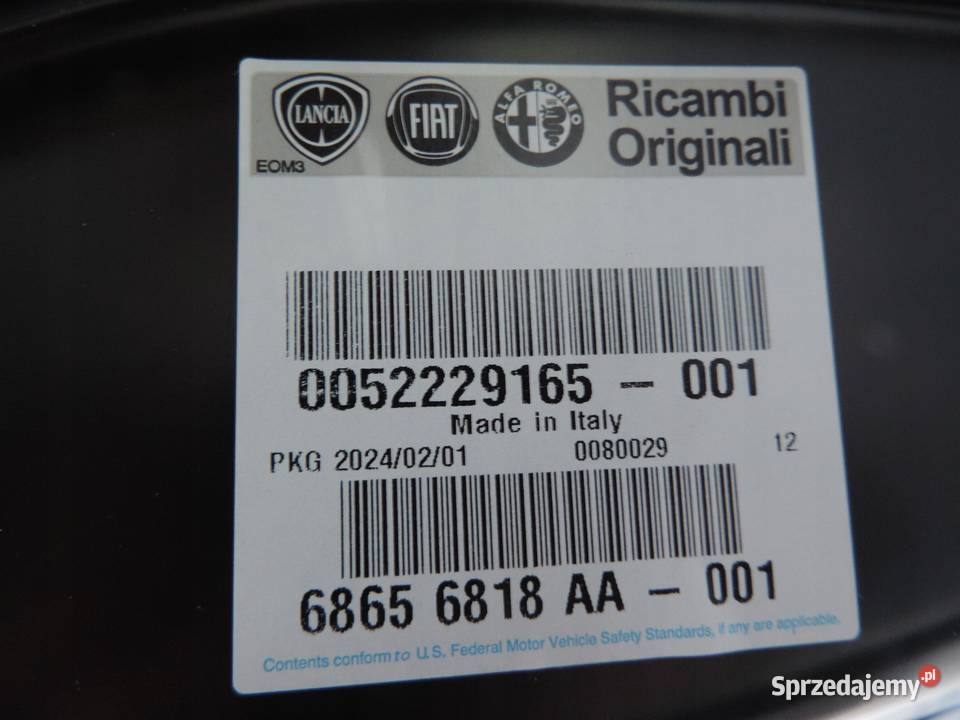 LANCIA
FIAT
ALFA ROMEO
Ricambi
Originali
EOM3
0052229165 - 001
Made in Italy
PKG 2024/02/01 0080029 12
6865 6818 AA - 001
Contents conform to U.S. Federal Motor Vehicle Safety Standards, if any are applicable.
Sprzedajemy.pl